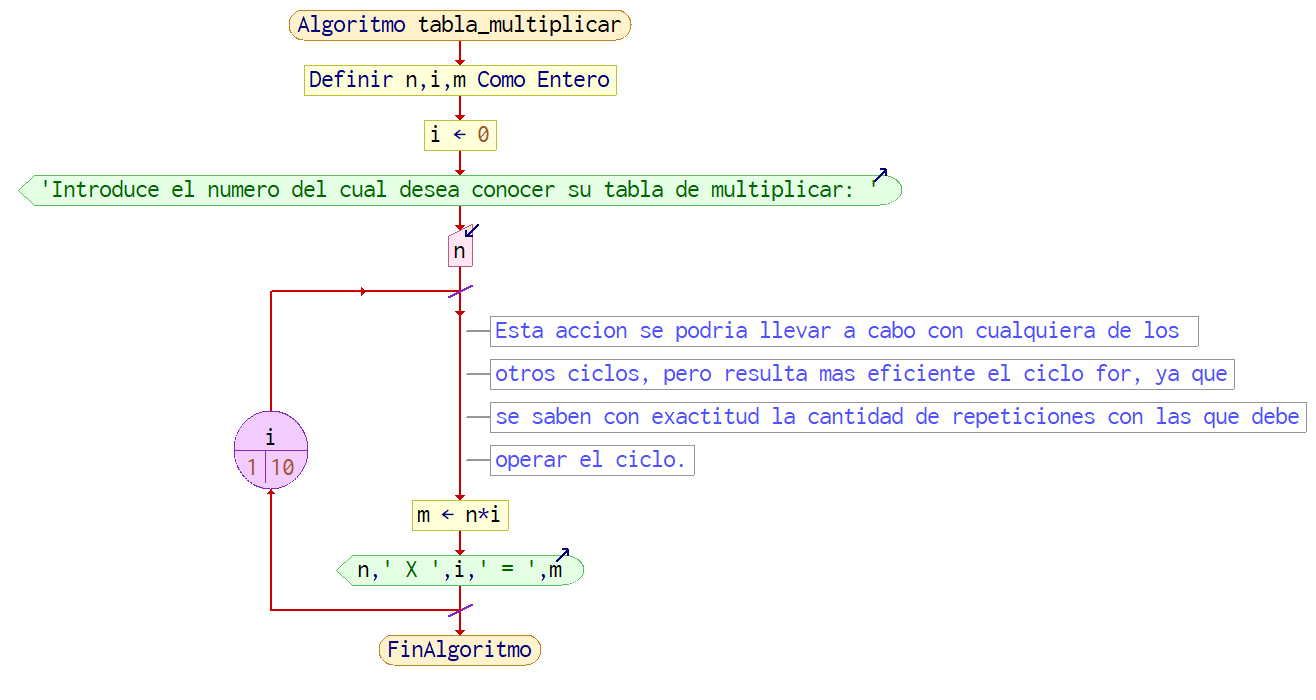 Algoritmo tabla_multiplicar
Definir n,i,m Como Entero
i ← 0
'Introduce el numero del cual desea conocer su tabla de multiplicar: '
n
Esta accion se podria llevar a cabo con cualquiera de los
otros ciclos, pero resulta mas eficiente el ciclo for, ya que
se saben con exactitud la cantidad de repeticiones con las que debe
i
1 10
operar el ciclo.
m ← n*i
n,' X ',i,' = ',m
FinAlgoritmo